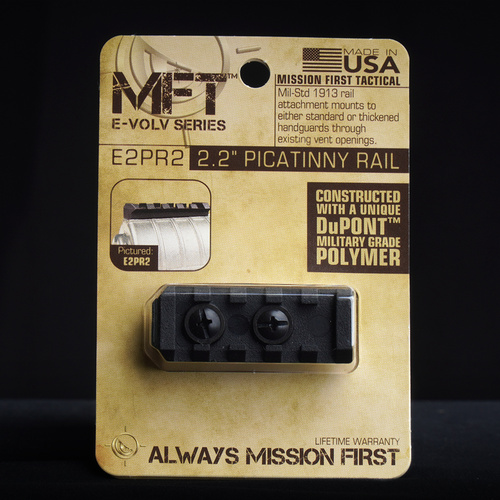 MFT™
E-VOLV SERIES
MADE IN
USA
MISSION FIRST TACTICAL
Mil-Std 1913 rail
attachment mounts to
either standard or thickened
handguards through
existing vent openings.
E2PR2 2.2" PICATINNY RAIL
Pictured:
E2PR2
CONSTRUCTED
WITH A UNIQUE
DuPONT™
MILITARY GRADE
POLYMER
LIFETIME WARRANTY
ALWAYS MISSION FIRST